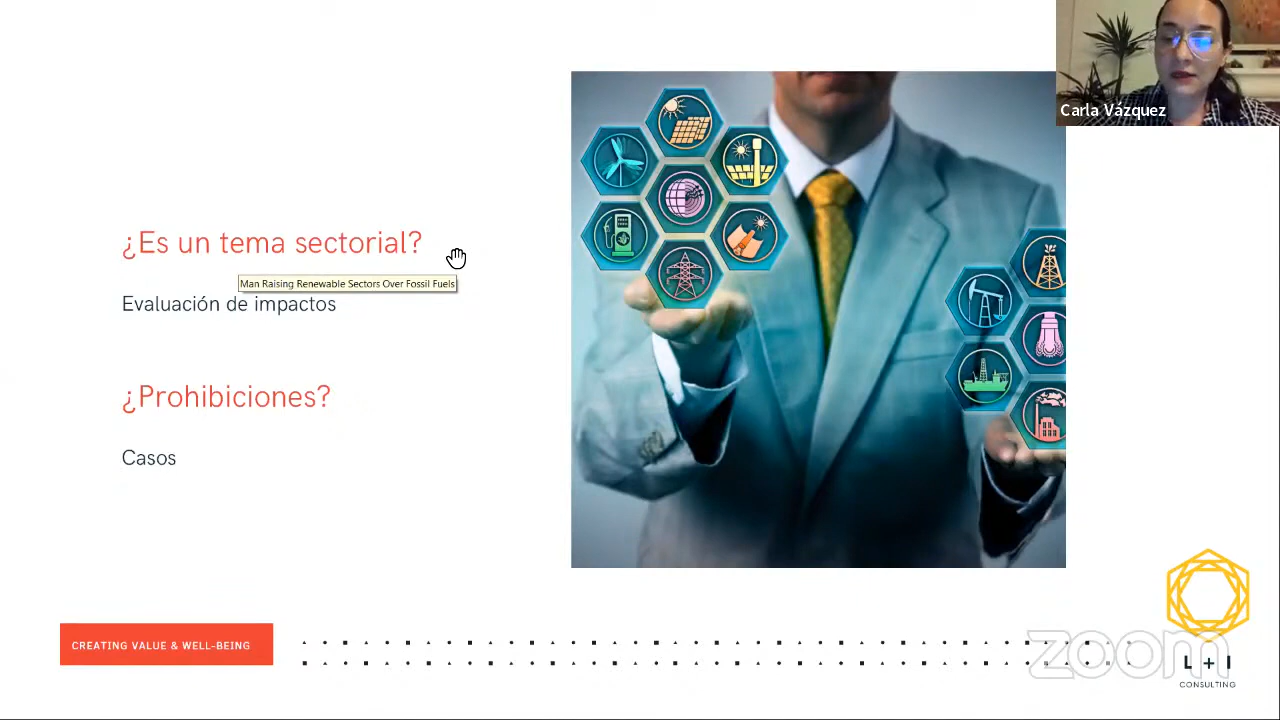 Carla Vázquez
¿Es un tema sectorial?
Man Raising Renewable Sectors Over Fossil Fuels
Evaluación de impactos
¿Prohibiciones?
Casos
CREATING VALUE & WELL-BEING
zoom
L + I
CONSULTING